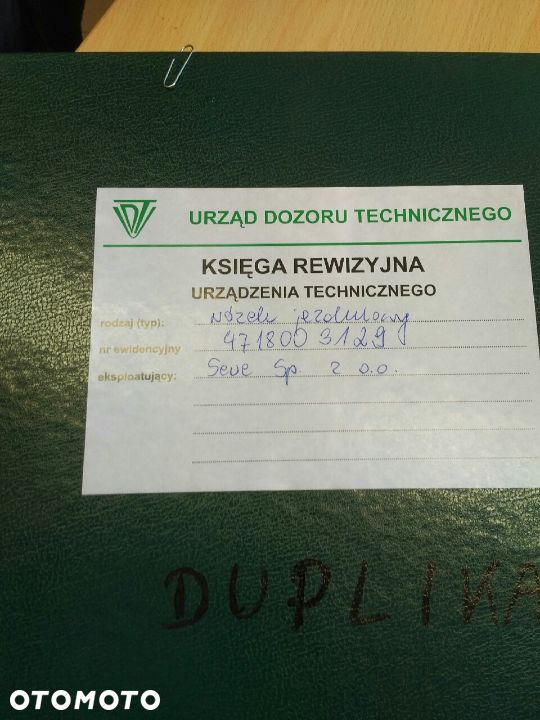 UDT
URZĄD DOZORU TECHNICZNEGO
KSIĘGA REWIZYJNA
URZĄDZENIA TECHNICZNEGO
rodzaj (typ): wózek jezdniowy
nr ewidencyjny 4718003129
eksploatujący: Seve Sp. z o.o.
DUPLIKA
OTOMOTO